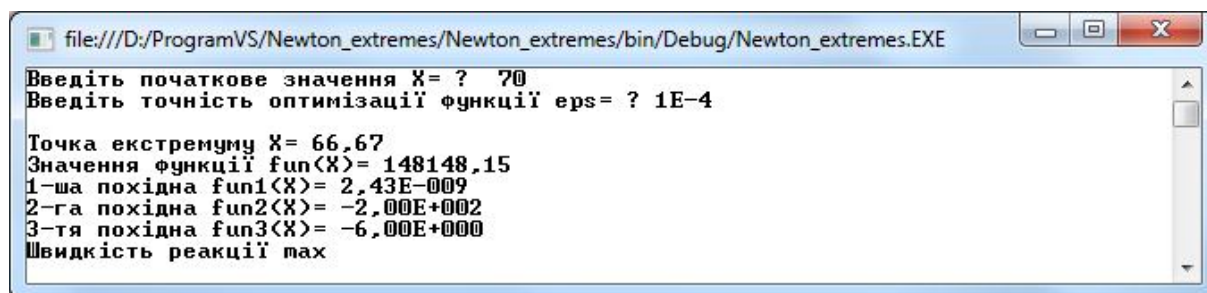 file:///D:/ProgramVS/Newton_extremes/Newton_extremes/bin/Debug/Newton_extremes.EXE
Введіть початкове значення X= ?  70
Введіть точність оптимізації функції eps= ? 1E-4
Точка екстремуму X= 66,67
Значення функції fun(X)= 148148,15
1-ша похідна fun1(X)= 2,43E-009
2-га похідна fun2(X)= -2,00E+002
3-тя похідна fun3(X)= -6,00E+000
Швидкість реакції max